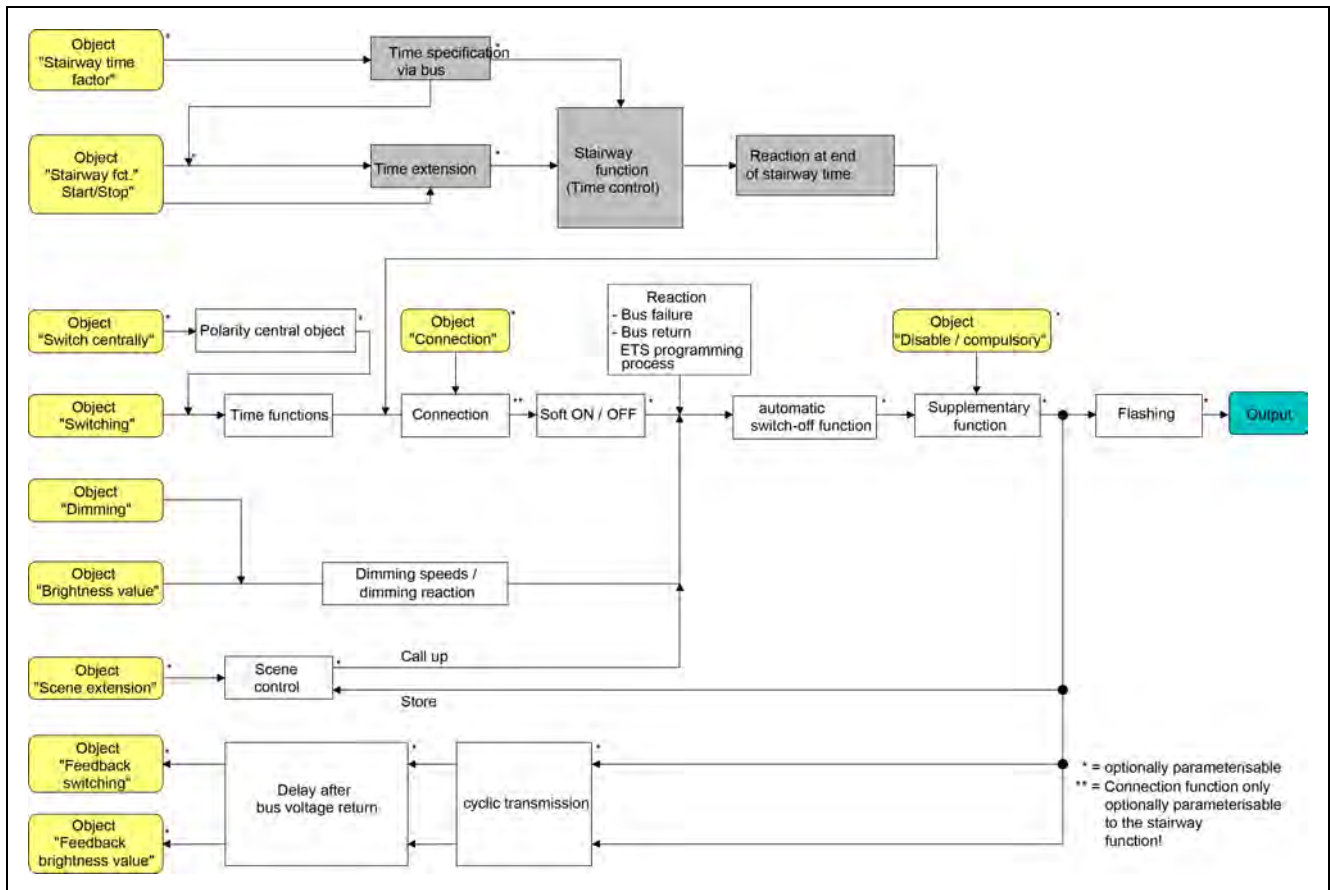 Object
"Stairway time
factor"
*
Time specification
via bus
*
Object
"Stairway fct."
Start/Stop"
*
Time extension
*
Stairway
function
(Time control)
Reaction at end
of stairway time
Object
"Switch centrally"
*
Polarity central object
*
Object
"Connection"
*
Reaction
- Bus failure
- Bus return
ETS programming
process
Object
"Disable / compulsory"
*
Object
"Switching"
Time functions
Connection
**
Soft ON / OFF
*
automatic
switch-off function
*
Supplementary
function
*
Flashing
*
Output
Object
"Dimming"
Object
"Brightness value"
Dimming speeds /
dimming reaction
Object
"Scene extension"
*
Scene
control
*
Call up
Store
Object
"Feedback
switching"
*
Delay after
bus voltage return
*
cyclic transmission
*
Object
"Feedback
brightness value"
*
* = optionally parameterisable
** = Connection function only
optionally parameterisable
to the stairway
function!